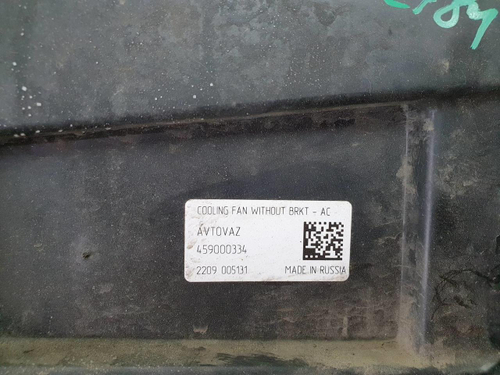 COOLING FAN WITHOUT BRKT - AC
AVTOVAZ
459000334
2209 005131
MADE.IN RUSSIA